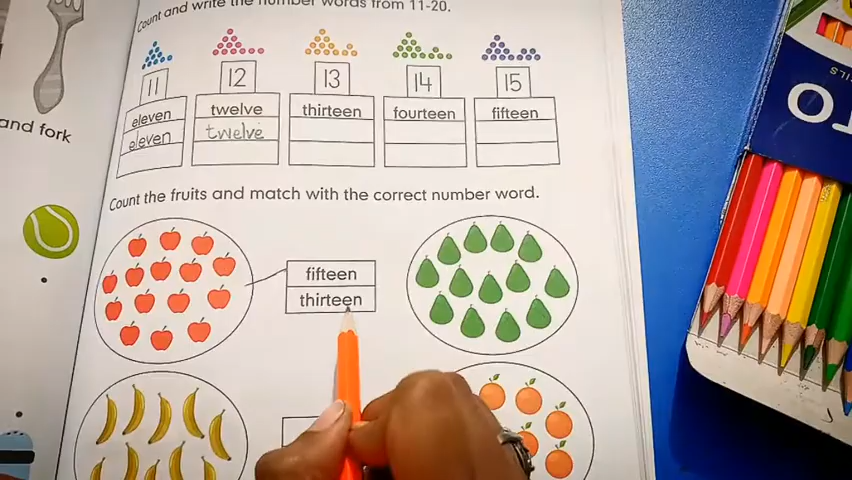 Count and write the number words from 11-20.
11 12 13 14 15
eleven twelve thirteen fourteen fifteen
eleven twelve
and fork
Count the fruits and match with the correct number word.
fifteen
thirteen